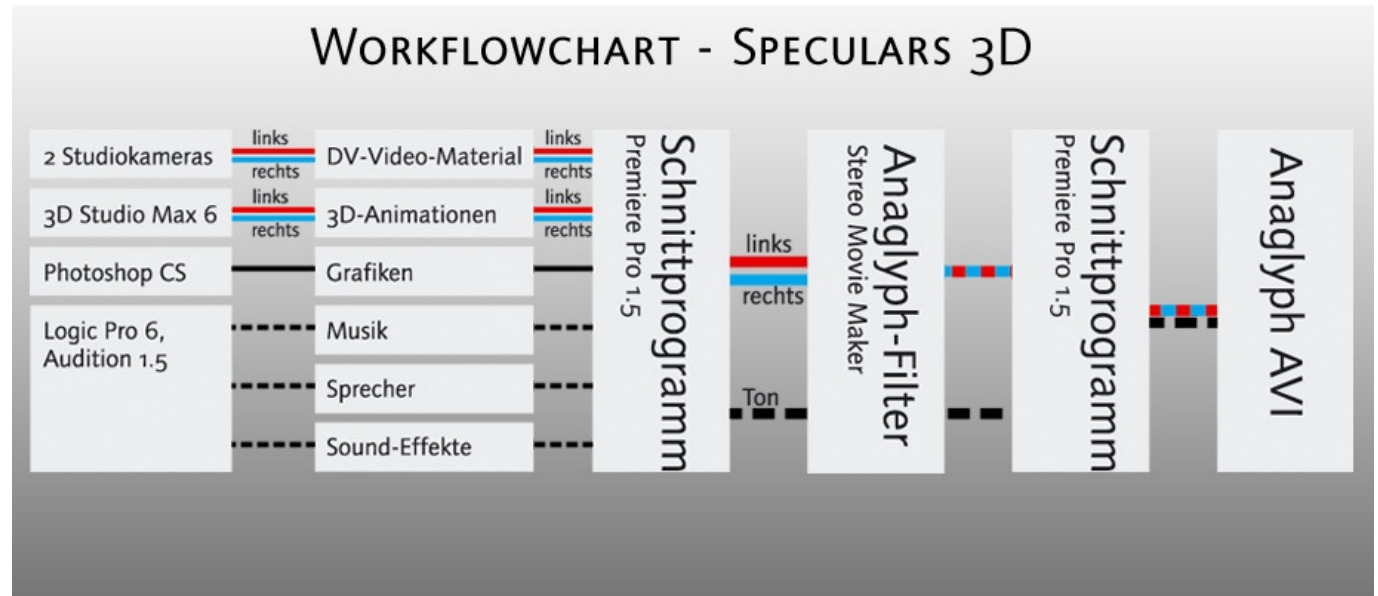 Workflowchart - Speculars 3D
2 Studiokameras
links
rechts
DV-Video-Material
links
rechts
3D Studio Max 6
links
rechts
3D-Animationen
links
rechts
Photoshop CS
Grafiken
Logic Pro 6,
Audition 1.5
Musik
Sprecher
Sound-Effekte
Schnittprogramm
Premiere Pro 1.5
links
rechts
Ton
Anaglyph-Filter
Stereo Movie Maker
Schnittprogramm
Premiere Pro 1.5
Anaglyph AVI